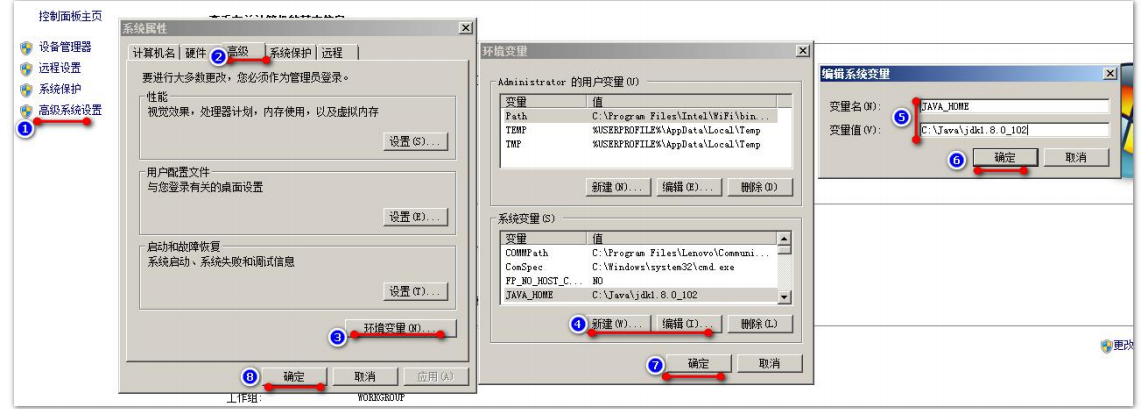 控制面板主页
设备管理器
远程设置
系统保护
高级系统设置
1
系统属性
计算机名 硬件 2 高级 系统保护 远程
要进行大多数更改，您必须作为管理员登录。
性能
视觉效果，处理器计划，内存使用，以及虚拟内存
设置(S)...
用户配置文件
与您登录有关的桌面设置
设置(E)...
启动和故障恢复
系统启动、系统失败和调试信息
设置(T)...
3 环境变量(N)...
8 确定 取消 应用(A)
工作组: WORKGROUP
环境变量
Administrator 的用户变量(U)
变量 值
Path C:\Program Files\Intel\WiFi\bin...
TEMP %USERPROFILE%\AppData\Local\Temp
TMP %USERPROFILE%\AppData\Local\Temp
新建(N)... 编辑(E)... 删除(D)
系统变量(S)
变量 值
COMMPath C:\Program Files\Lenovo\Communi...
ComSpec C:\Windows\system32\cmd.exe
FP_NO_HOST_C... NO
JAVA_HOME C:\Java\jdk1.8.0_102
4 新建(W)... 编辑(I)... 删除(L)
7 确定 取消
编辑系统变量
变量名(N): JAVA_HOME
5
变量值(V): C:\Java\jdk1.8.0_102
6 确定 取消
更改